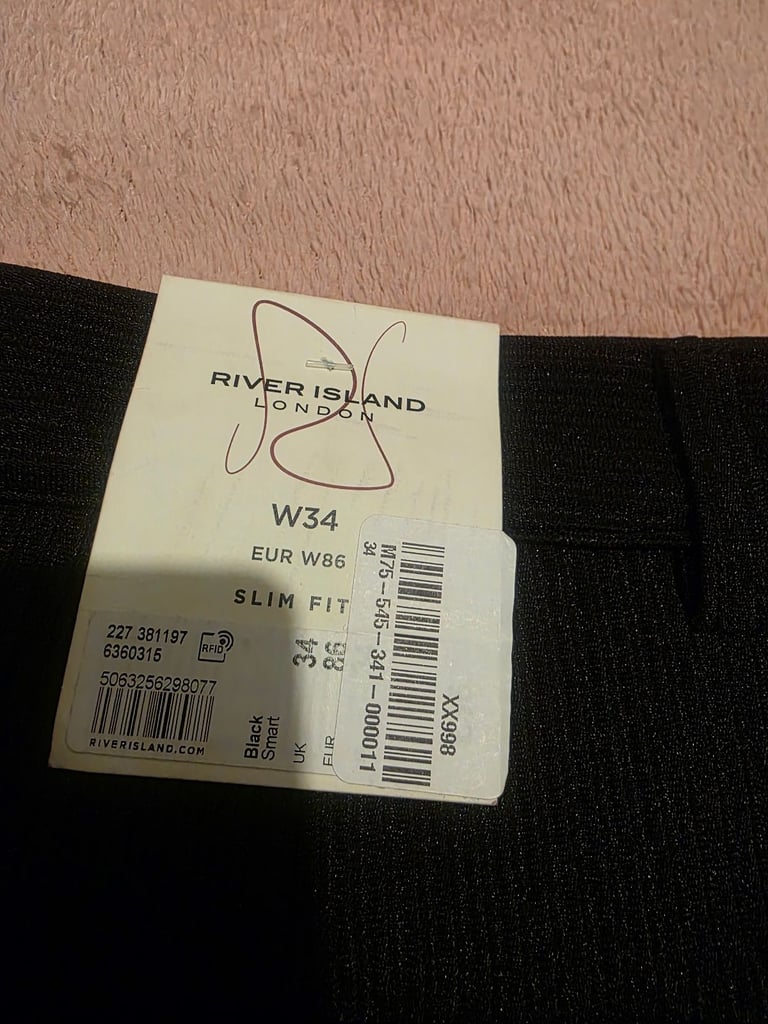 RIVER ISLAND
LONDON
W34
EUR W86
SLIM FIT
227 381197
6360315
RFID
5063256298077
RIVERISLAND.COM
Black
Smart
UK 34
EUR 86
34
M75-545-341-000011
XX998